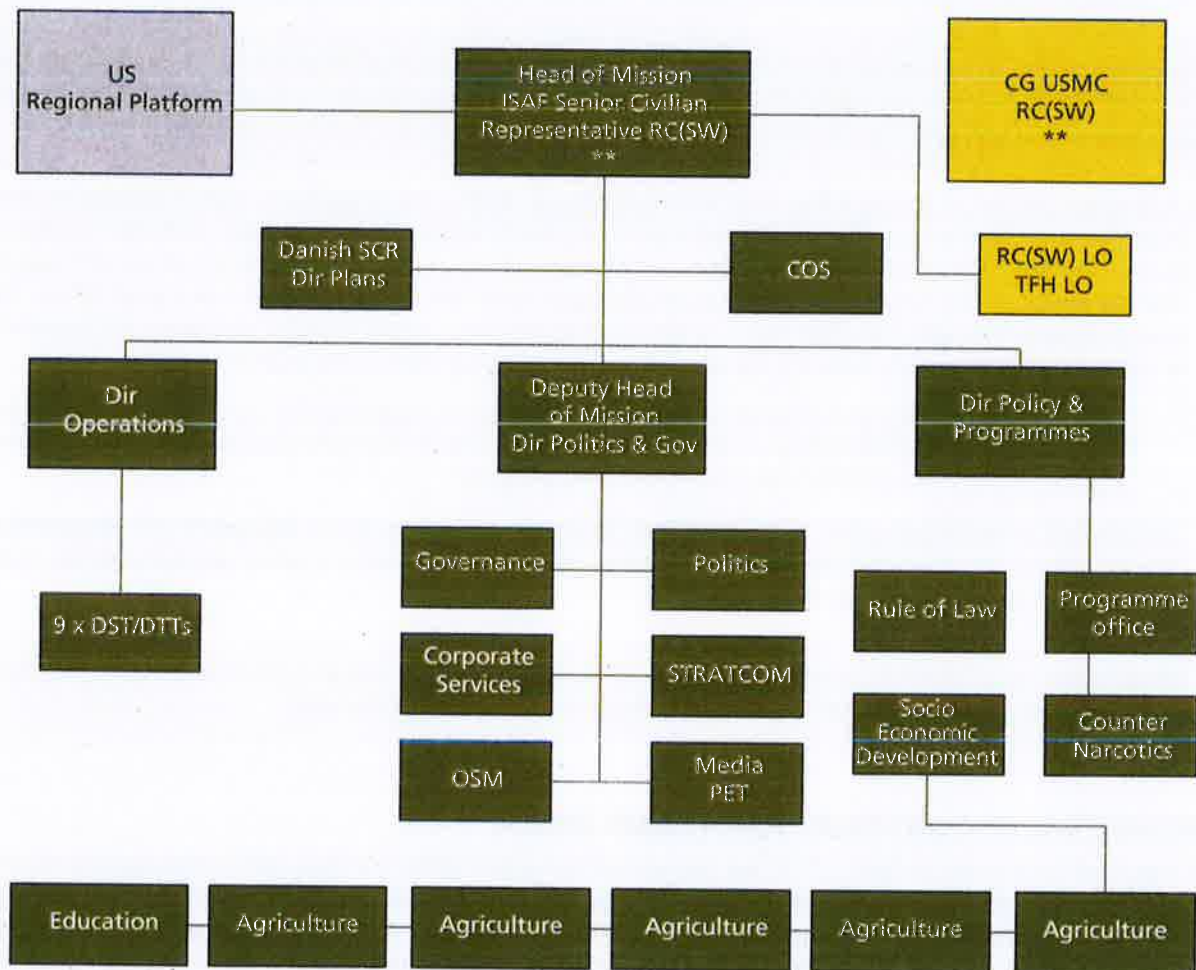 US
Regional Platform
Head of Mission
ISAF Senior Civilian
Representative RC(SW)
**
CG USMC
RC(SW)
**
Danish SCR
Dir Plans
COS
RC(SW) LO
TFH LO
Dir
Operations
Deputy Head
of Mission
Dir Politics & Gov
Dir Policy &
Programmes
9 x DST/DTTs
Governance
Politics
Corporate
Services
STRATCOM
OSM
Media
PET
Rule of Law
Programme
office
Socio
Economic
Development
Counter
Narcotics
Education
Agriculture
Agriculture
Agriculture
Agriculture
Agriculture